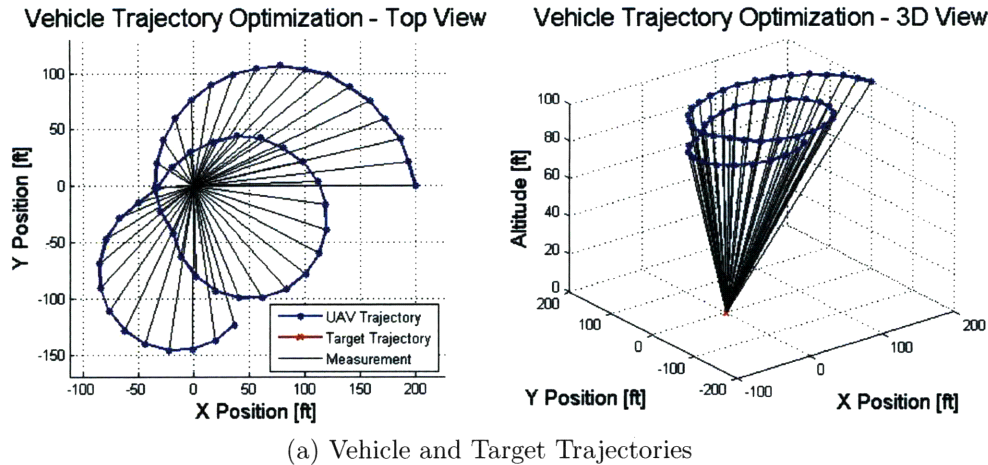 Vehicle Trajectory Optimization - Top View
Vehicle Trajectory Optimization - 3D View
100
50
0
-50
-100
-150
Y Position [ft]
-100
-50
0
50
100
150
200
X Position [ft]
UAV Trajectory
Target Trajectory
Measurement
100
80
60
40
20
0
Altitude [ft]
200
100
0
-100
-200
Y Position [ft]
-100
0
100
200
X Position [ft]
(a) Vehicle and Target Trajectories